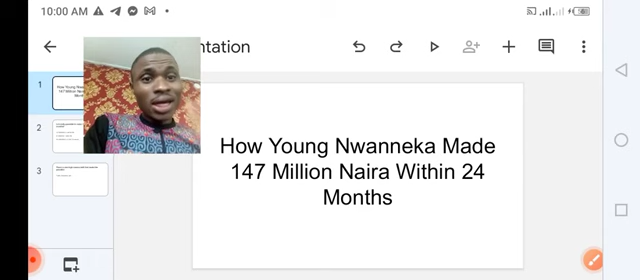 10:00 AM
ntation
1
How Young Nwanneka Made
147 Million Naira Within 24
Months
2
3